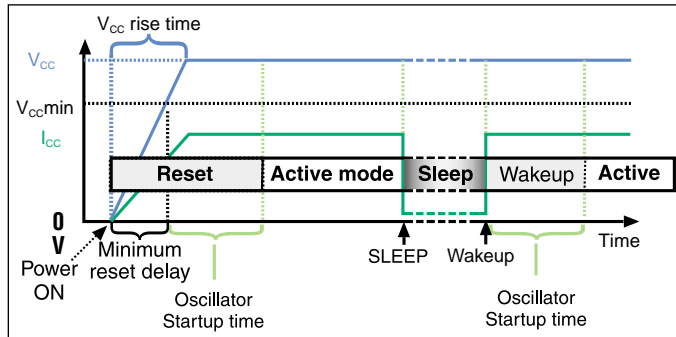 VCC rise time
VCC
VCCmin
ICC
Reset
Active mode
Sleep
Wakeup
Active
0
V
Time
Power
ON
Minimum
reset delay
SLEEP
Wakeup
Oscillator
Startup time
Oscillator
Startup time